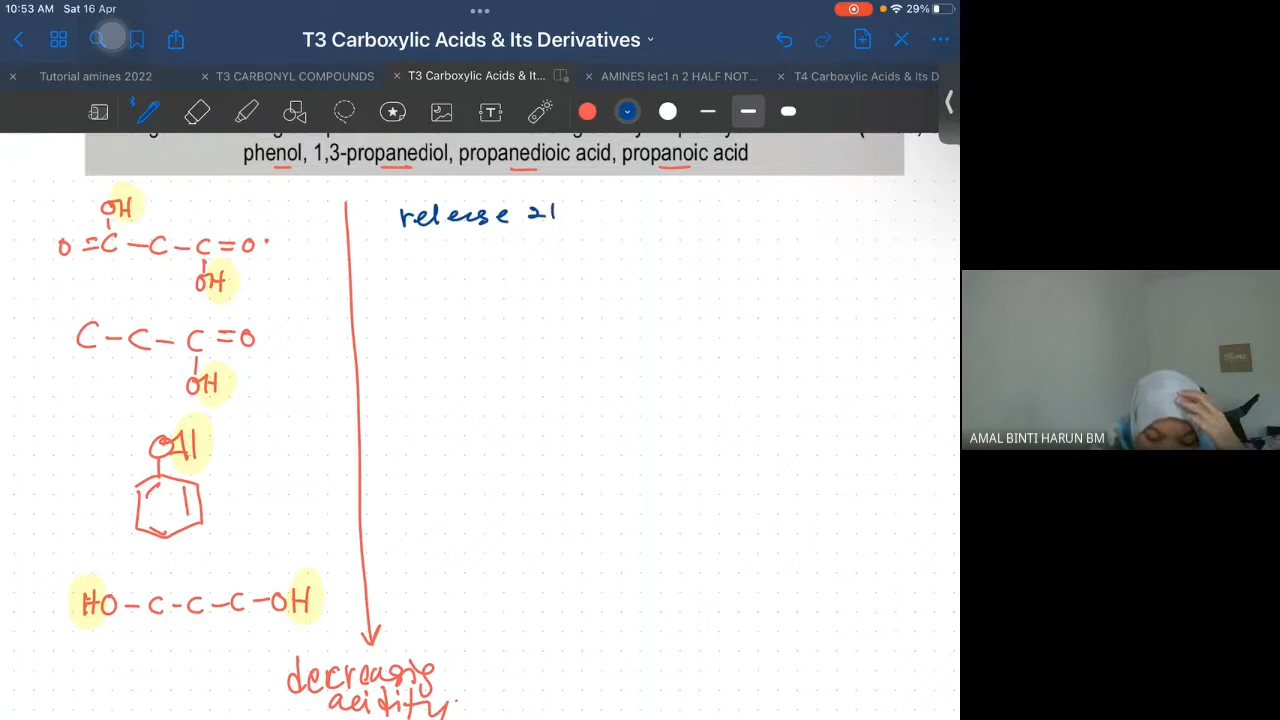 10:53 AM Sat 16 Apr
29%
T3 Carboxylic Acids & Its Derivatives
Tutorial amines 2022
T3 CARBONYL COMPOUNDS
T3 Carboxylic Acids & It...
AMINES lec1 n 2 HALF NOT...
T4 Carboxylic Acids & Its D
phenol, 1,3-propanediol, propanedioic acid, propanoic acid
release 2H
OH
O=C-C-C=O
OH
C-C-C=O
OH
OH
HO-C-C-C-OH
decreasig
acidity
Home
AMAL BINTI HARUN BM